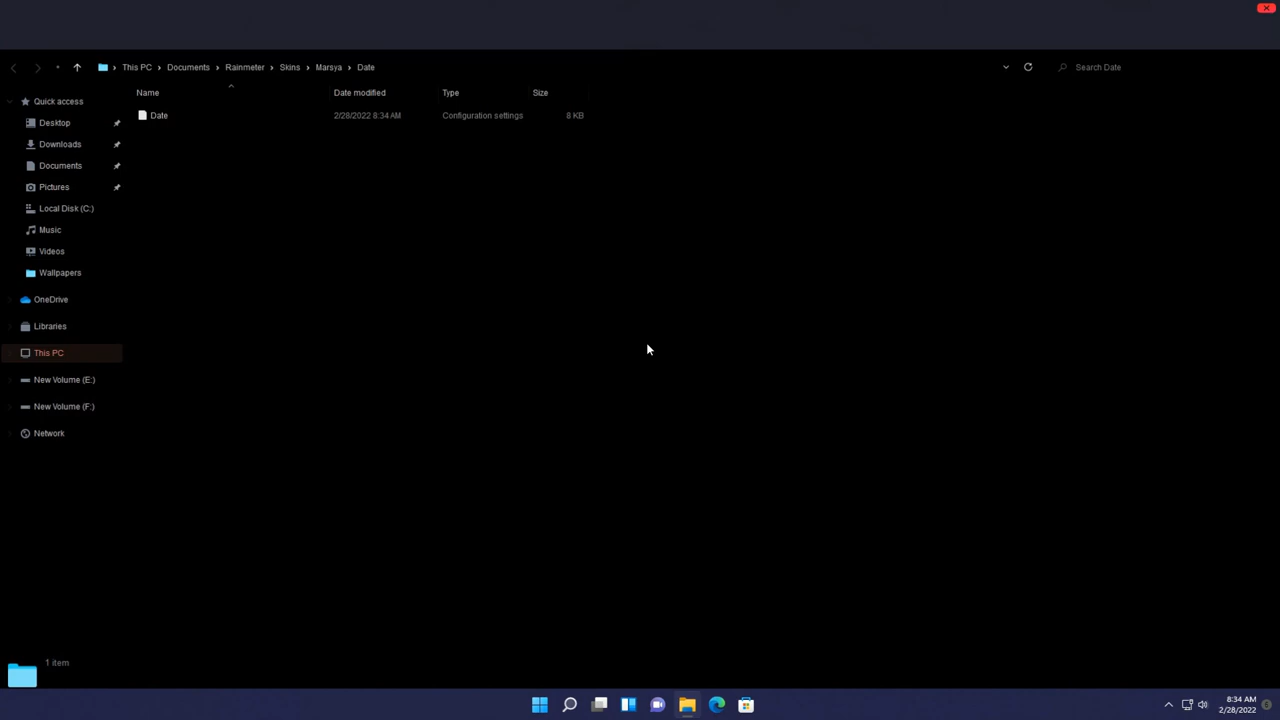 This PC › Documents › Rainmeter › Skins › Marsya › Date
Search Date
Name Date modified Type Size
Date 2/28/2022 8:34 AM Configuration settings 8 KB
Quick access
Desktop
Downloads
Documents
Pictures
Local Disk (C:)
Music
Videos
Wallpapers
OneDrive
Libraries
This PC
New Volume (E:)
New Volume (F:)
Network
1 item
8:34 AM
2/28/2022